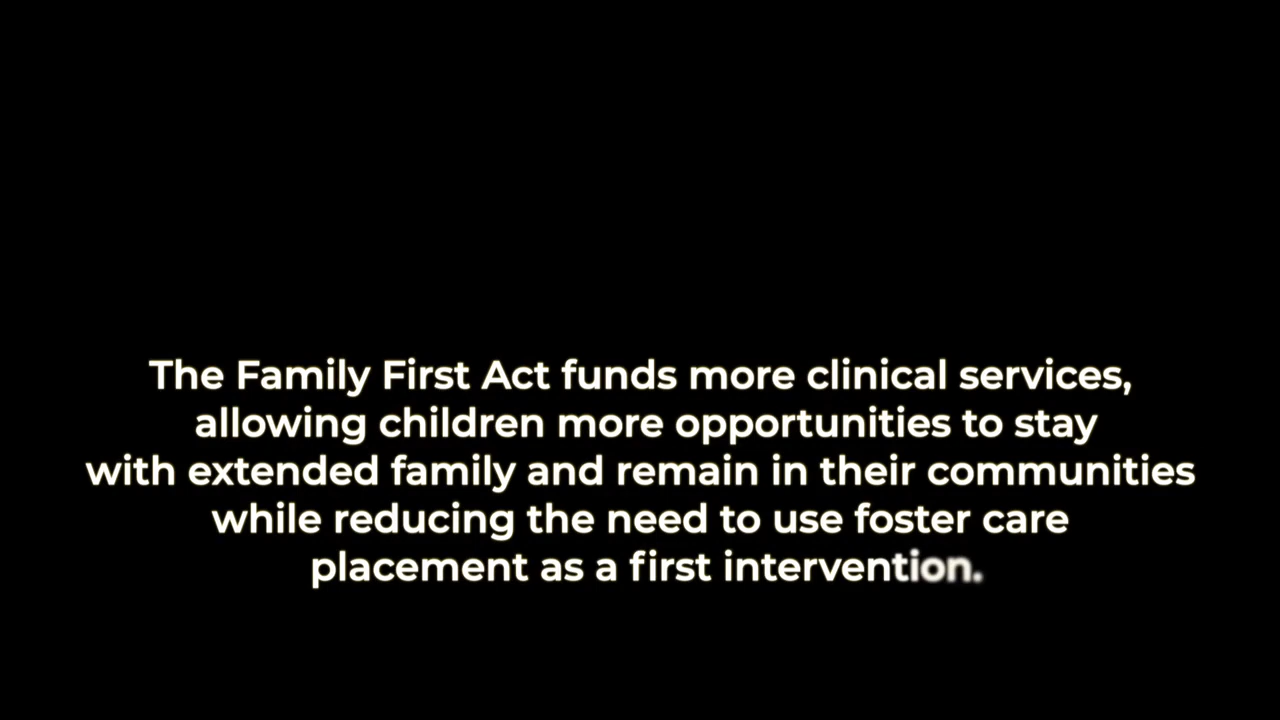 The Family First Act funds more clinical services,
allowing children more opportunities to stay
with extended family and remain in their communities
while reducing the need to use foster care
placement as a first intervention.